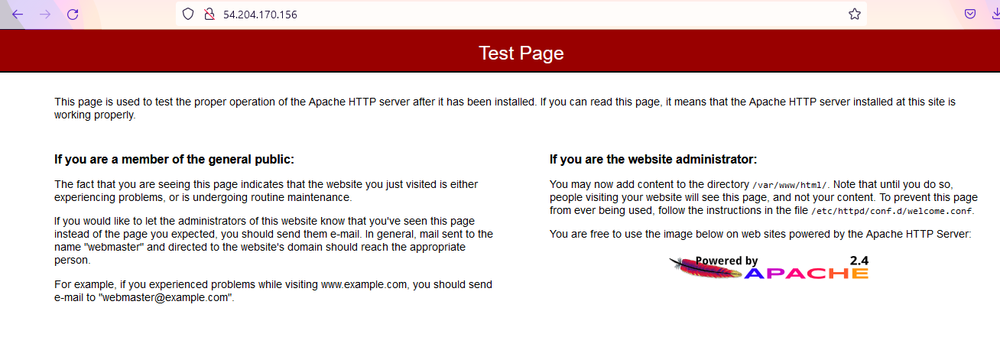 54.204.170.156
Test Page
This page is used to test the proper operation of the Apache HTTP server after it has been installed. If you can read this page, it means that the Apache HTTP server installed at this site is
working properly.
If you are a member of the general public:
The fact that you are seeing this page indicates that the website you just visited is either
experiencing problems, or is undergoing routine maintenance.
If you would like to let the administrators of this website know that you've seen this page
instead of the page you expected, you should send them e-mail. In general, mail sent to the
name "webmaster" and directed to the website's domain should reach the appropriate
person.
For example, if you experienced problems while visiting www.example.com, you should send
e-mail to "webmaster@example.com".
If you are the website administrator:
You may now add content to the directory /var/www/html/. Note that until you do so,
people visiting your website will see this page, and not your content. To prevent this page
from ever being used, follow the instructions in the file /etc/httpd/conf.d/welcome.conf.
You are free to use the image below on web sites powered by the Apache HTTP Server:
Powered by 2.4
APACHE